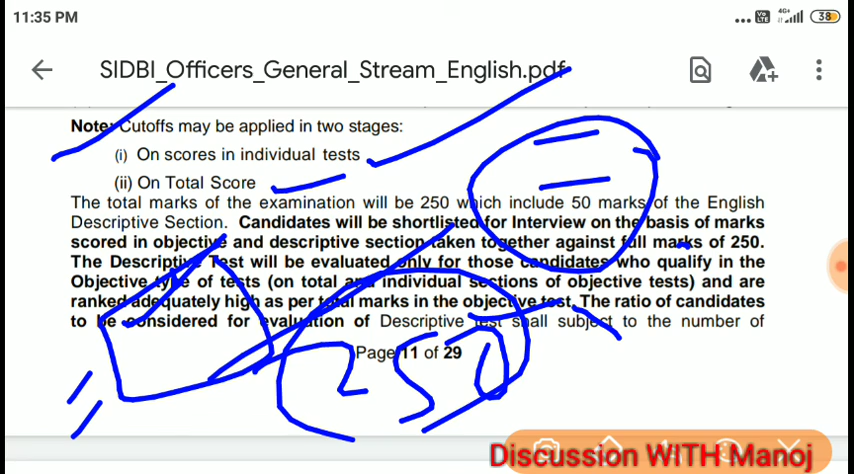 11:35 PM
... Vo LTE 4G+ 38
SIDBI_Officers_General_Stream_English.pdf
Note: Cutoffs may be applied in two stages:
(i) On scores in individual tests
(ii) On Total Score
The total marks of the examination will be 250 which include 50 marks of the English
Descriptive Section. Candidates will be shortlisted for Interview on the basis of marks
scored in objective and descriptive section taken together against full marks of 250.
The Descriptive Test will be evaluated only for those candidates who qualify in the
Objective type of tests (on total and individual sections of objective tests) and are
ranked adequately high as per total marks in the objective test. The ratio of candidates
to be considered for evaluation of Descriptive test shall subject to the number of
Page 11 of 29
250
Discussion WiTH Manoj